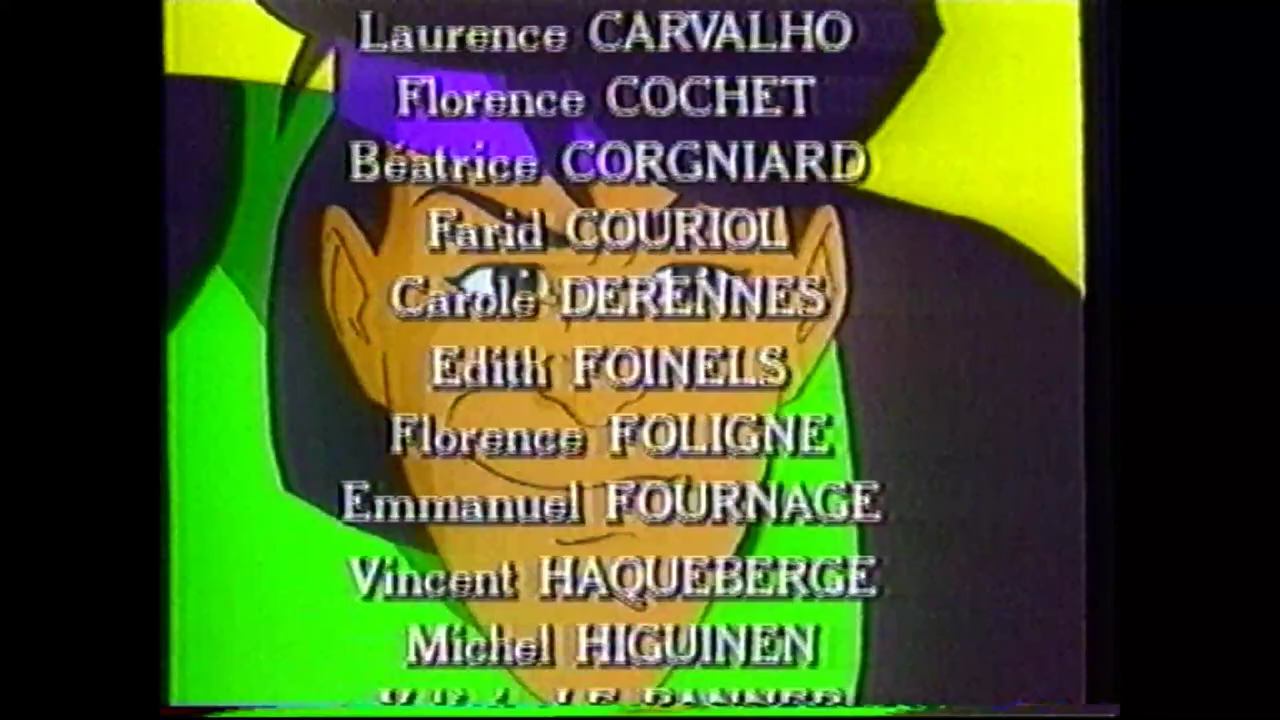 Laurence CARVALHO
Florence COCHET
Béatrice CORGNIARD
Farid COURIOL
Carole DERENNES
Edith FOINELS
Florence FOLIGNE
Emmanuel FOURNAGE
Vincent HAQUEBERGE
Michel HIGUINEN